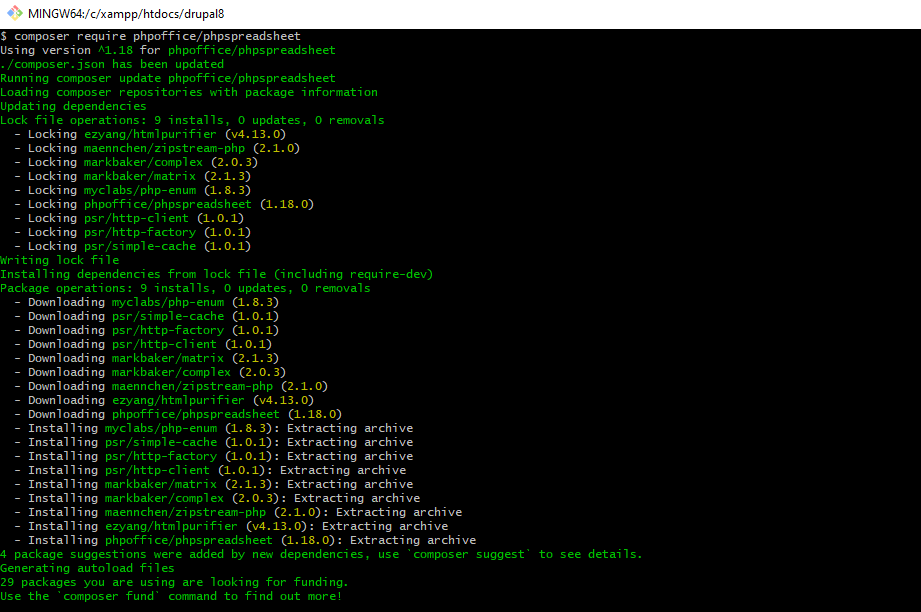 MINGW64:/c/xampp/htdocs/drupal8
$ composer require phpoffice/phpspreadsheet
Using version ^1.18 for phpoffice/phpspreadsheet
./composer.json has been updated
Running composer update phpoffice/phpspreadsheet
Loading composer repositories with package information
Updating dependencies
Lock file operations: 9 installs, 0 updates, 0 removals
  - Locking ezyang/htmlpurifier (v4.13.0)
  - Locking maennchen/zipstream-php (2.1.0)
  - Locking markbaker/complex (2.0.3)
  - Locking markbaker/matrix (2.1.3)
  - Locking myclabs/php-enum (1.8.3)
  - Locking phpoffice/phpspreadsheet (1.18.0)
  - Locking psr/http-client (1.0.1)
  - Locking psr/http-factory (1.0.1)
  - Locking psr/simple-cache (1.0.1)
Writing lock file
Installing dependencies from lock file (including require-dev)
Package operations: 9 installs, 0 updates, 0 removals
  - Downloading myclabs/php-enum (1.8.3)
  - Downloading psr/simple-cache (1.0.1)
  - Downloading psr/http-factory (1.0.1)
  - Downloading psr/http-client (1.0.1)
  - Downloading markbaker/matrix (2.1.3)
  - Downloading markbaker/complex (2.0.3)
  - Downloading maennchen/zipstream-php (2.1.0)
  - Downloading ezyang/htmlpurifier (v4.13.0)
  - Downloading phpoffice/phpspreadsheet (1.18.0)
  - Installing myclabs/php-enum (1.8.3): Extracting archive
  - Installing psr/simple-cache (1.0.1): Extracting archive
  - Installing psr/http-factory (1.0.1): Extracting archive
  - Installing psr/http-client (1.0.1): Extracting archive
  - Installing markbaker/matrix (2.1.3): Extracting archive
  - Installing markbaker/complex (2.0.3): Extracting archive
  - Installing maennchen/zipstream-php (2.1.0): Extracting archive
  - Installing ezyang/htmlpurifier (v4.13.0): Extracting archive
  - Installing phpoffice/phpspreadsheet (1.18.0): Extracting archive
4 package suggestions were added by new dependencies, use `composer suggest` to see details.
Generating autoload files
29 packages you are using are looking for funding.
Use the `composer fund` command to find out more!